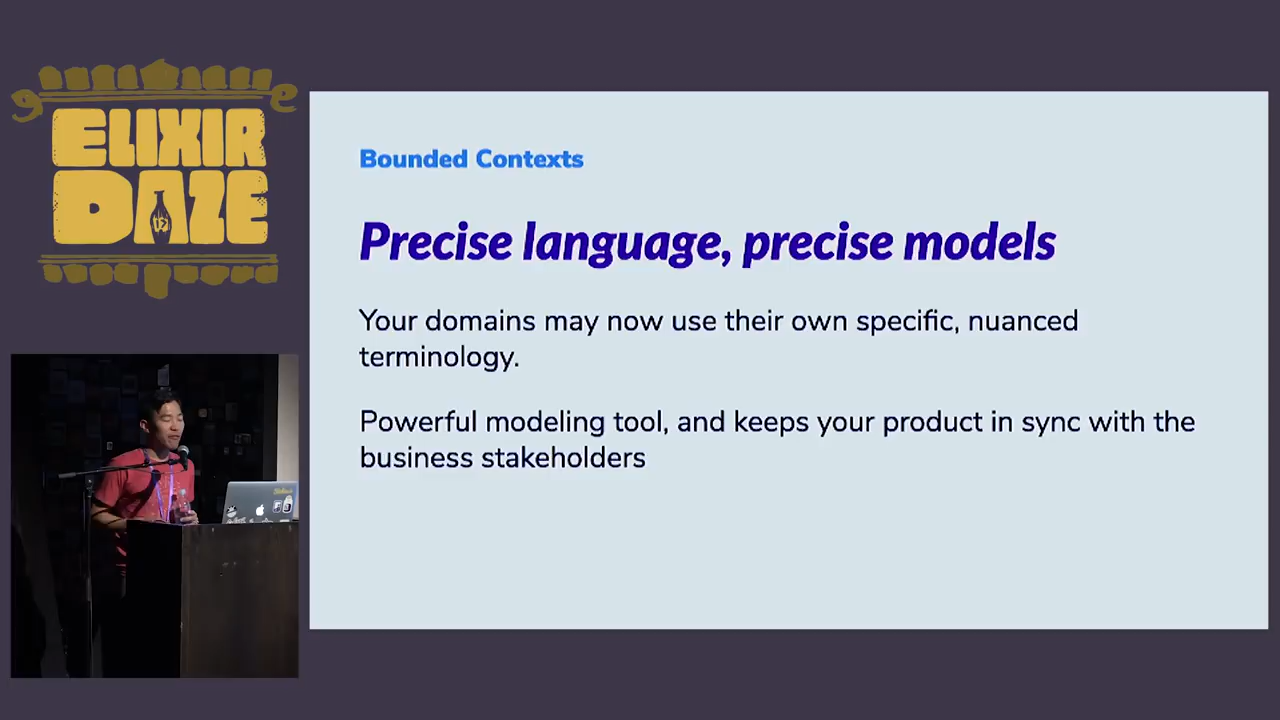 ELIXIR
DAZE
Bounded Contexts
Precise language, precise models
Your domains may now use their own specific, nuanced
terminology.
Powerful modeling tool, and keeps your product in sync with the
business stakeholders